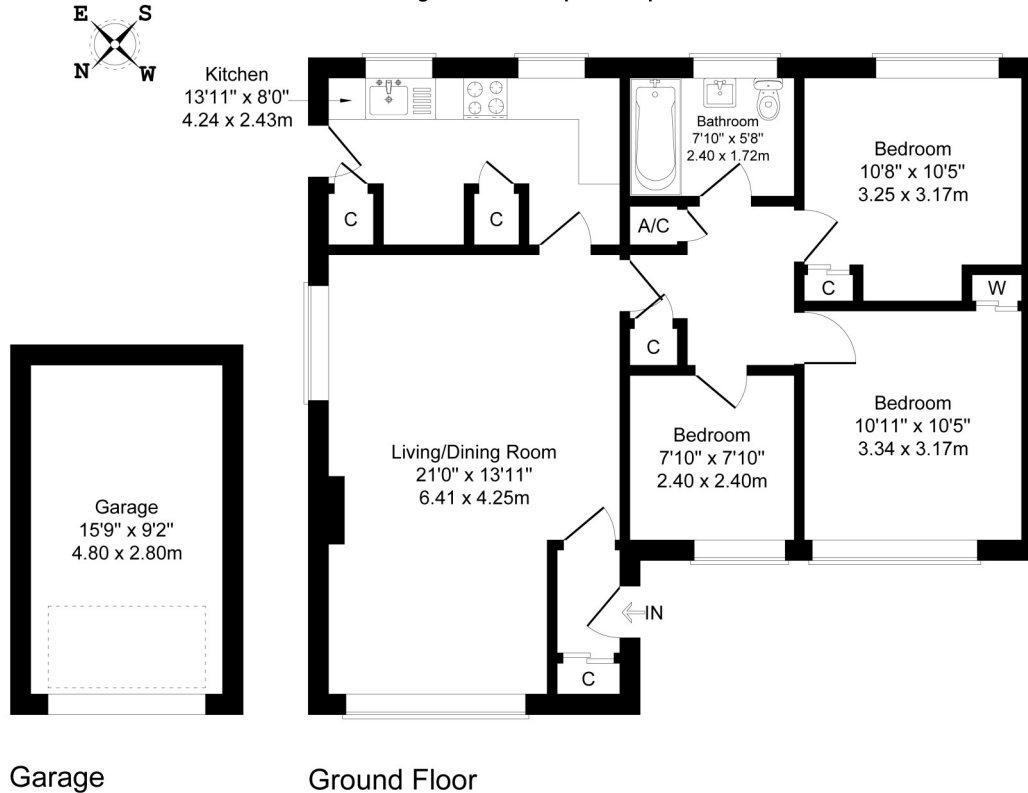 E S
N W
Kitchen
13'11" x 8'0"
4.24 x 2.43m
Bathroom
7'10" x 5'8"
2.40 x 1.72m
Bedroom
10'8" x 10'5"
3.25 x 3.17m
C
C
A/C
C
W
C
Bedroom
10'11" x 10'5"
3.34 x 3.17m
Bedroom
7'10" x 7'10"
2.40 x 2.40m
Living/Dining Room
21'0" x 13'11"
6.41 x 4.25m
Garage
15'9" x 9'2"
4.80 x 2.80m
IN
C
Garage
Ground Floor